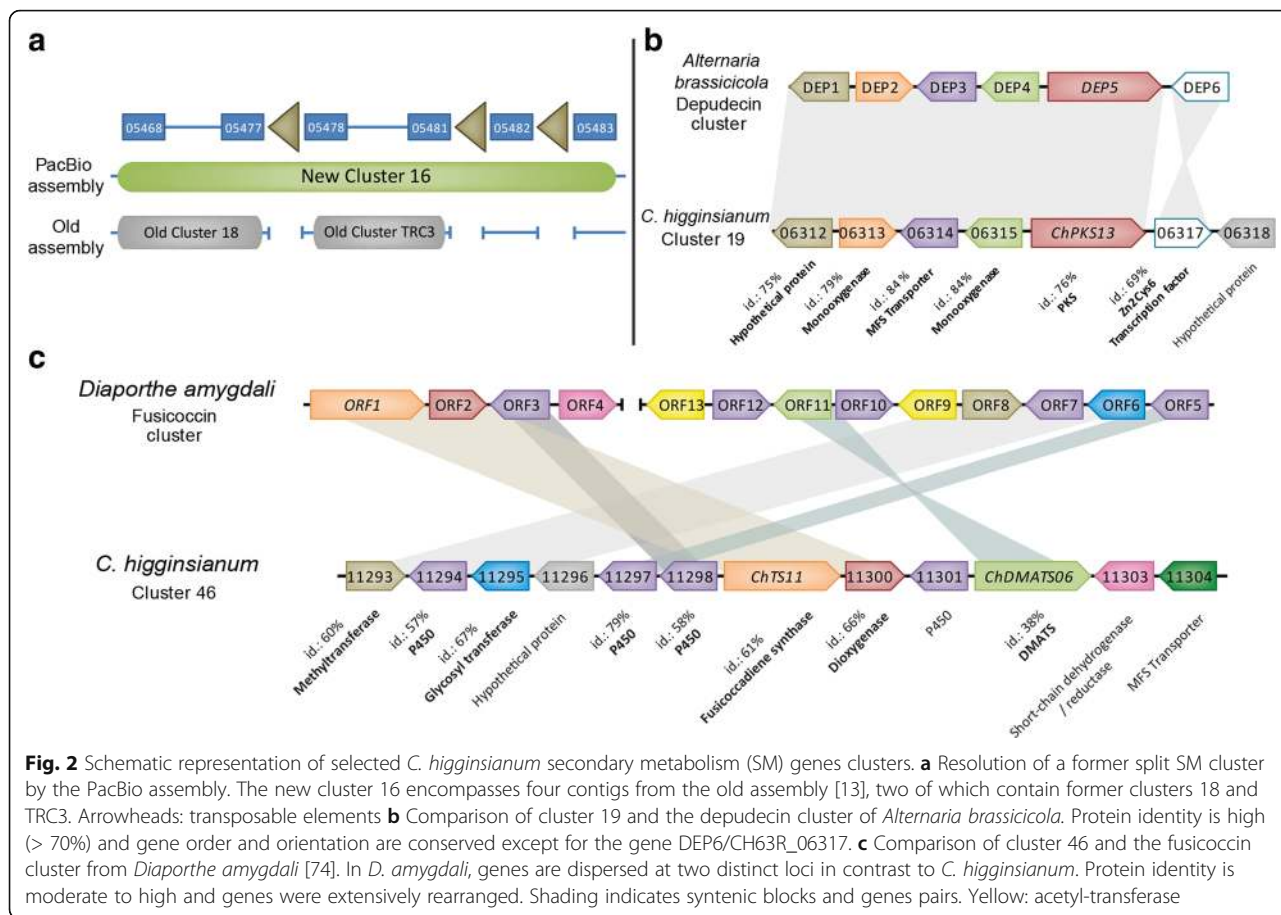 a
05468 05477 05478 05481 05482 05483
PacBio
assembly
New Cluster 16
Old
assembly
Old Cluster 18 Old Cluster TRC3
b
Alternaria
brassicicola
Depudecin
cluster
DEP1 DEP2 DEP3 DEP4 DEP5 DEP6
C. higginsianum
Cluster 19
06312 06313 06314 06315 ChPKS13 06317 06318
id.: 75%
Hypothetical protein
id.: 79%
Monooxygenase
id.: 84%
MFS Transporter
id.: 84%
Monooxygenase
id.: 76%
PKS
id.: 69%
Zn2Cys6
Transcription factor
Hypothetical protein
c
Diaporthe amygdali
Fusicoccin
cluster
ORF1 ORF2 ORF3 ORF4 ORF13 ORF12 ORF11 ORF10 ORF9 ORF8 ORF7 ORF6 ORF5
C. higginsianum
Cluster 46
11293 11294 11295 11296 11297 11298 ChTS11 11300 11301 ChDMATS06 11303 11304
id.: 60%
Methyltransferase
id.: 57%
P450
id.: 67%
Glycosyl transferase
Hypothetical protein
id.: 79%
P450
id.: 58%
P450
id.: 61%
Fusicoccadiene synthase
id.: 66%
Dioxygenase
P450
id.: 38%
DMATS
Short-chain dehydrogenase
/ reductase
MFS Transporter
Fig. 2 Schematic representation of selected C. higginsianum secondary metabolism (SM) genes clusters. a Resolution of a former split SM cluster
by the PacBio assembly. The new cluster 16 encompasses four contigs from the old assembly [13], two of which contain former clusters 18 and
TRC3. Arrowheads: transposable elements b Comparison of cluster 19 and the depudecin cluster of Alternaria brassicicola. Protein identity is high
(> 70%) and gene order and orientation are conserved except for the gene DEP6/CH63R_06317. c Comparison of cluster 46 and the fusicoccin
cluster from Diaporthe amygdali [74]. In D. amygdali, genes are dispersed at two distinct loci in contrast to C. higginsianum. Protein identity is
moderate to high and genes were extensively rearranged. Shading indicates syntenic blocks and genes pairs. Yellow: acetyl-transferase